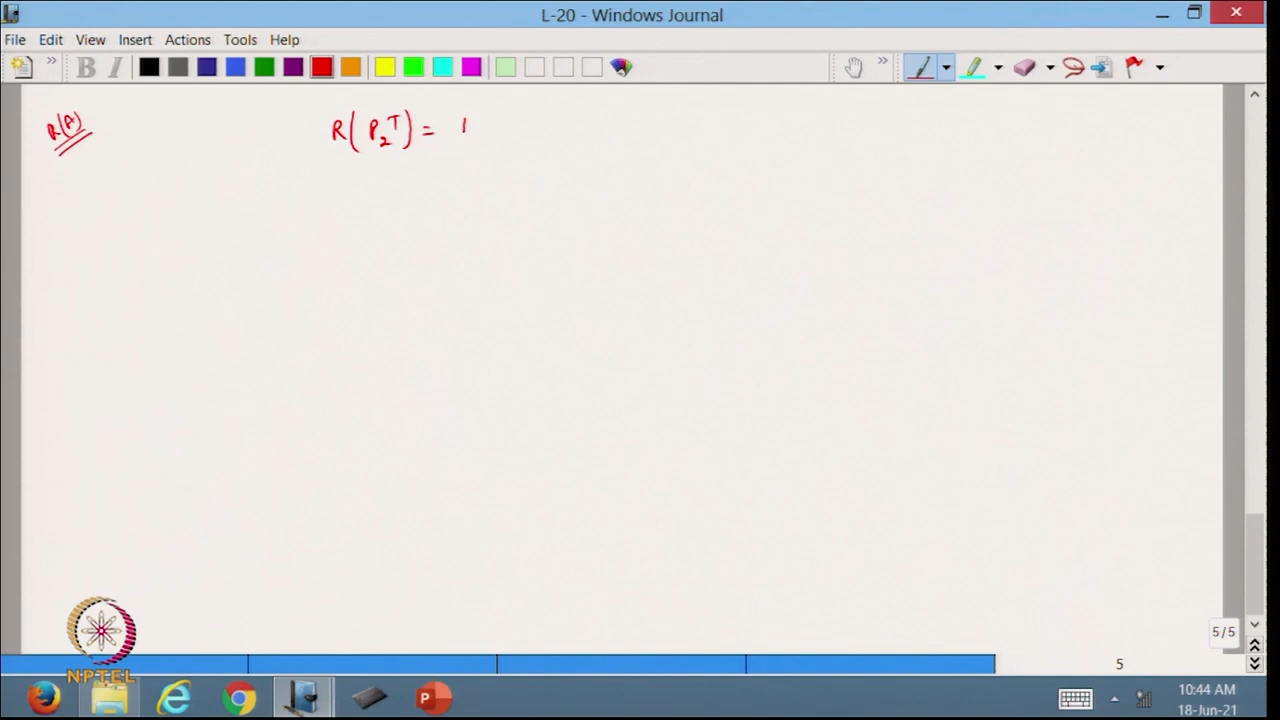 L-20 - Windows Journal
File Edit View Insert Actions Tools Help
B I
R(A)
R(P₂ᵀ) = 1
5 / 5
5
NPTEL
10:44 AM
18-Jun-21